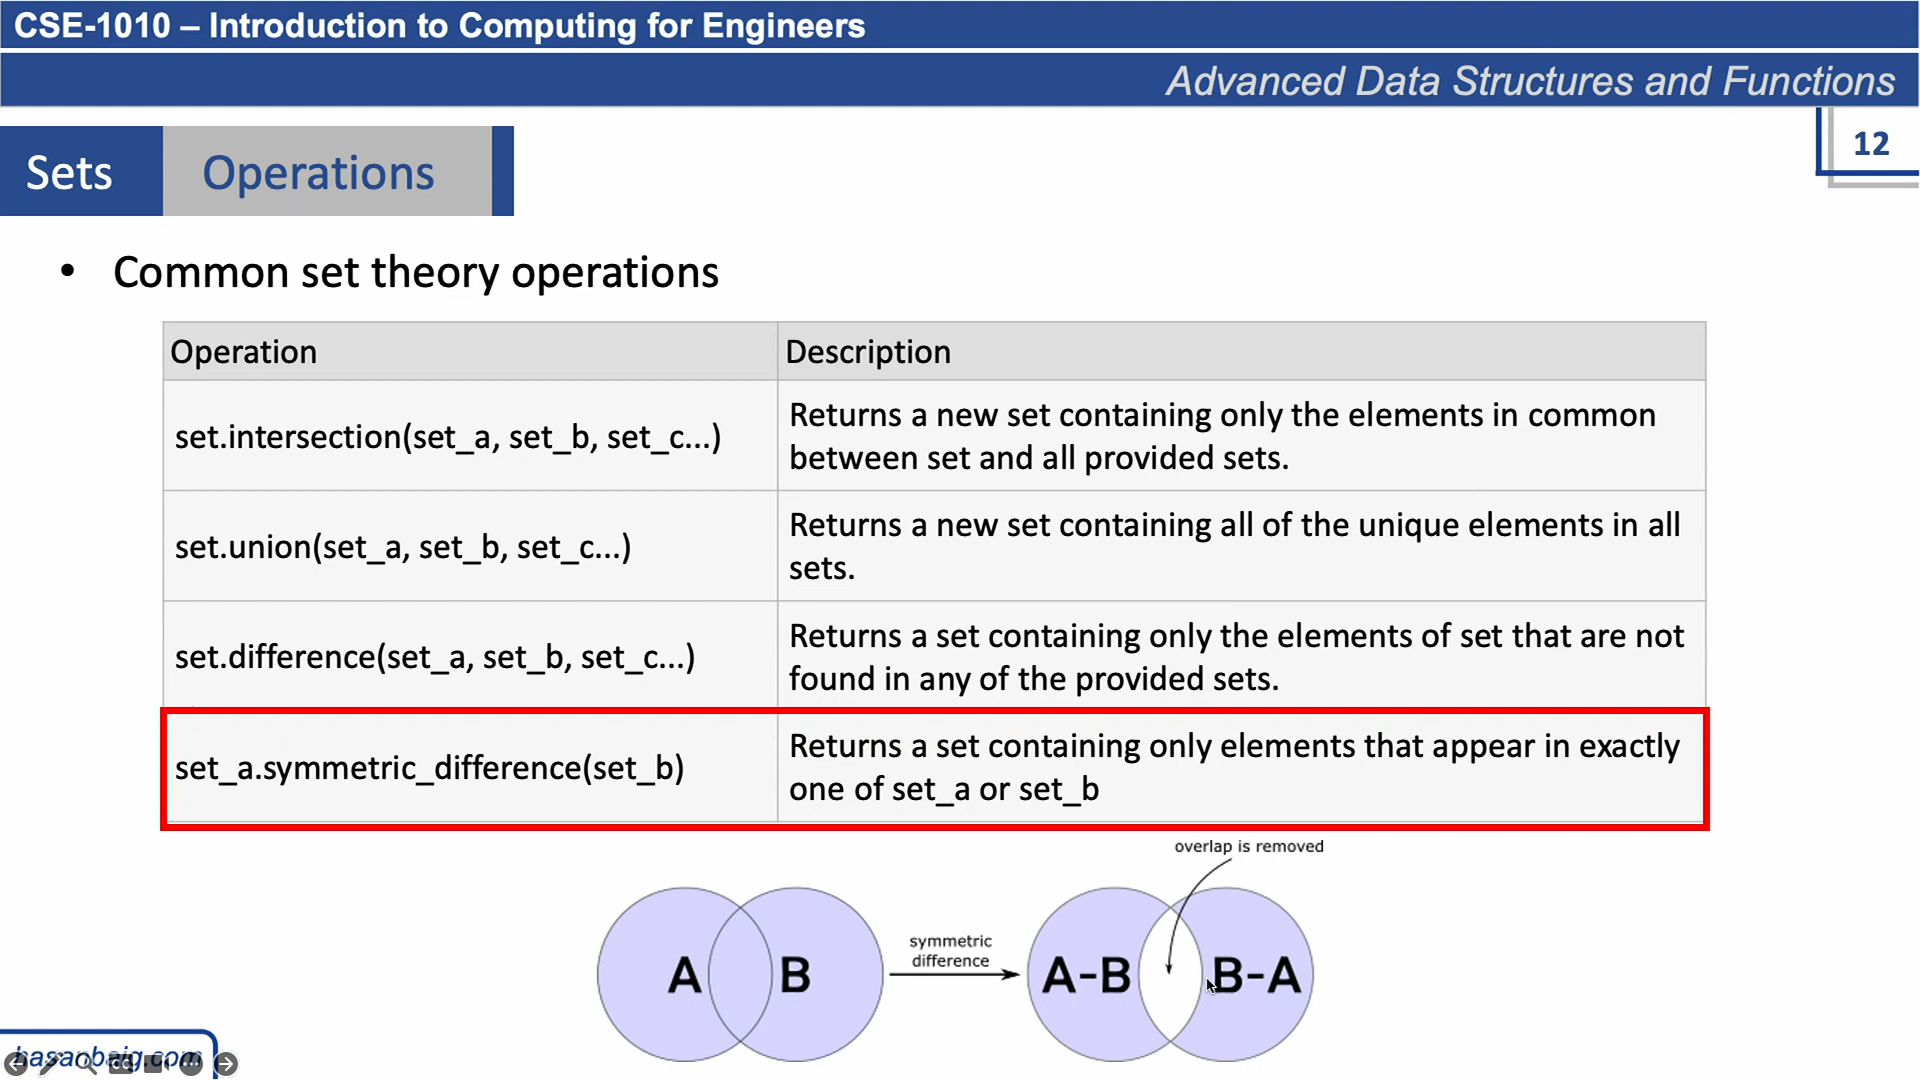 CSE-1010 – Introduction to Computing for Engineers
Advanced Data Structures and Functions
12
Sets
Operations
• Common set theory operations
Operation
Description
set.intersection(set_a, set_b, set_c...)
Returns a new set containing only the elements in common
between set and all provided sets.
set.union(set_a, set_b, set_c...)
Returns a new set containing all of the unique elements in all
sets.
set.difference(set_a, set_b, set_c...)
Returns a set containing only the elements of set that are not
found in any of the provided sets.
set_a.symmetric_difference(set_b)
Returns a set containing only elements that appear in exactly
one of set_a or set_b
overlap is removed
A
B
symmetric
difference
A-B
B-A
hasanbaig.com